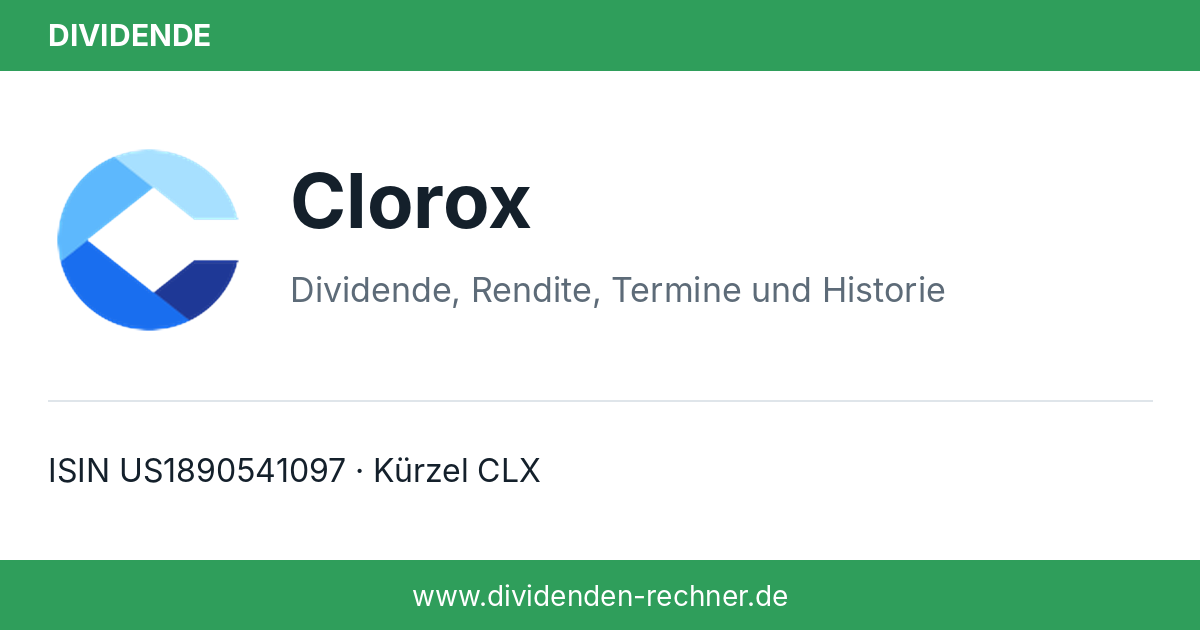 DIVIDENDE
Clorox
Dividende, Rendite, Termine und Historie
ISIN US1890541097 · Kürzel CLX
www.dividenden-rechner.de